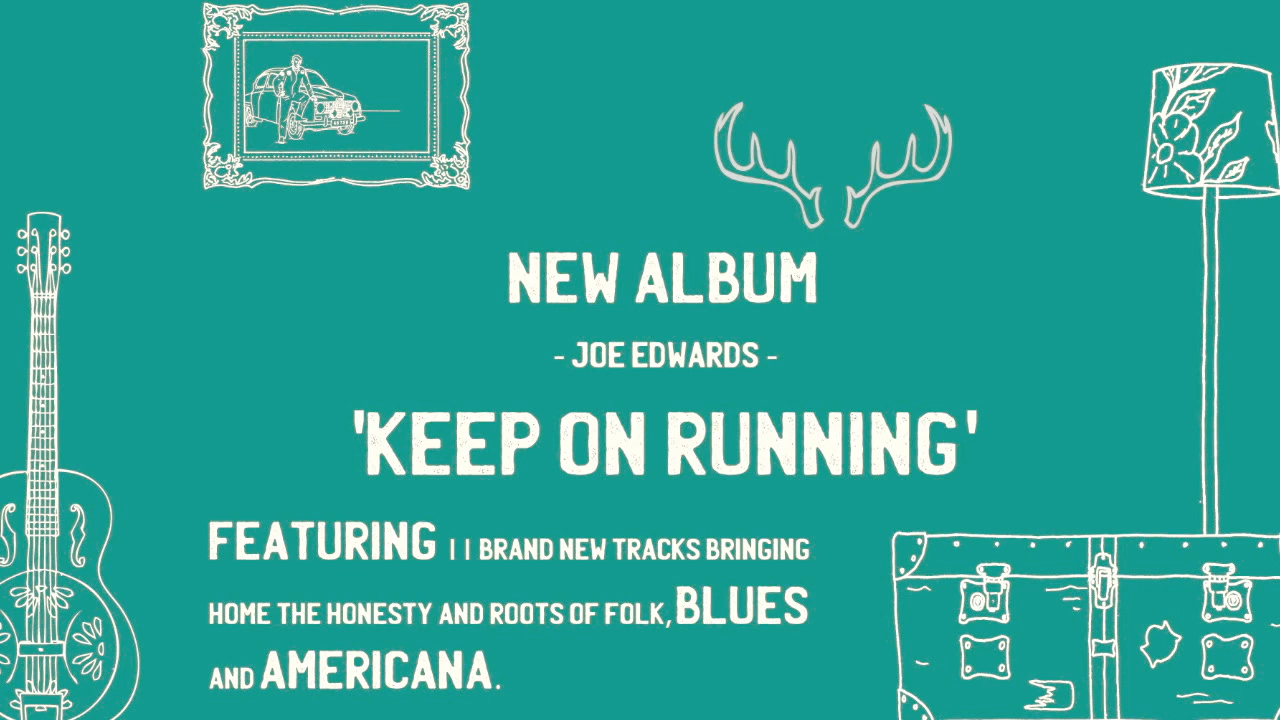 NEW ALBUM
- JOE EDWARDS -
'KEEP ON RUNNING'
FEATURING 11 BRAND NEW TRACKS BRINGING
HOME THE HONESTY AND ROOTS OF FOLK, BLUES
AND AMERICANA.